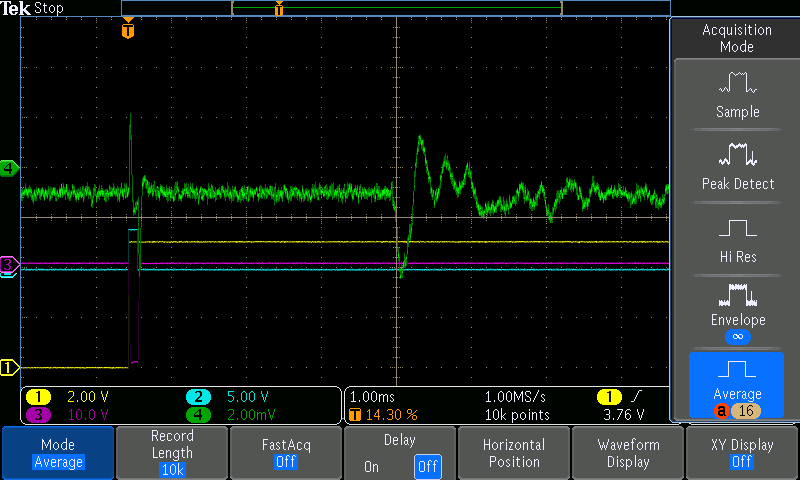 Tek Stop
T
T
4
3
1
Acquisition
Mode
Sample
Peak Detect
Hi Res
Envelope
∞
Average
a 16
1 2.00 V 2 5.00 V
3 10.0 V 4 2.00mV
1.00ms 1.00MS/s 1 3.76 V
T 14.30 % 10k points
Mode
Average
Record
Length
10k
FastAcq
Off
Delay
On Off
Horizontal
Position
Waveform
Display
XY Display
Off